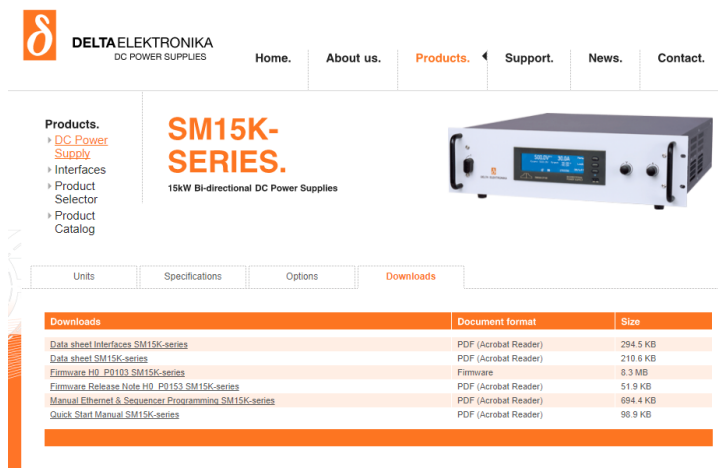 DELTA ELEKTRONIKA
DC POWER SUPPLIES
Home. About us. Products. Support. News. Contact.
Products.
DC Power
Supply
Interfaces
Product
Selector
Product
Catalog
SM15K-
SERIES.
15kW Bi-directional DC Power Supplies
Units Specifications Options Downloads
Downloads Document format Size
Data sheet Interfaces SM15K-series PDF (Acrobat Reader) 294.5 KB
Data sheet SM15K-series PDF (Acrobat Reader) 210.6 KB
Firmware H0_P0103 SM15K-series Firmware 8.3 MB
Firmware Release Note H0_P0153 SM15K-series PDF (Acrobat Reader) 51.9 KB
Manual Ethernet & Sequencer Programming SM15K-series PDF (Acrobat Reader) 694.4 KB
Quick Start Manual SM15K-series PDF (Acrobat Reader) 98.9 KB